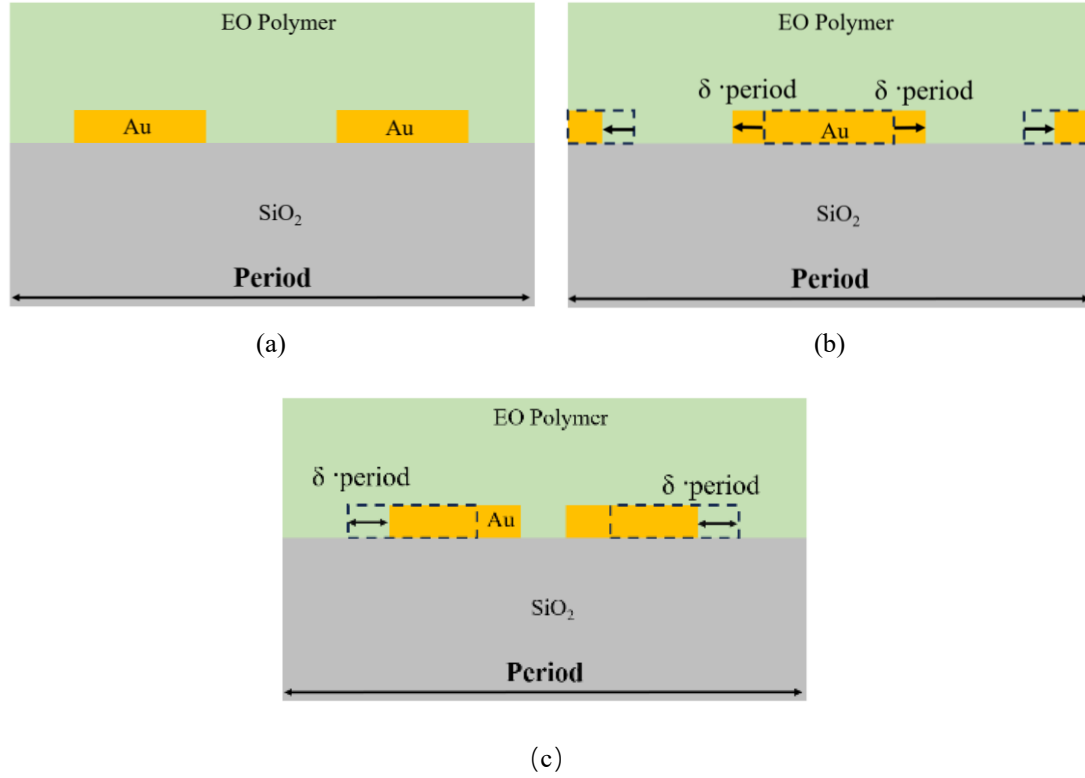 EO Polymer
Au Au
SiO₂
Period
(a)
EO Polymer
δ ·period δ ·period
Au
SiO₂
Period
(b)
EO Polymer
δ ·period δ ·period
Au
SiO₂
Period
(c)